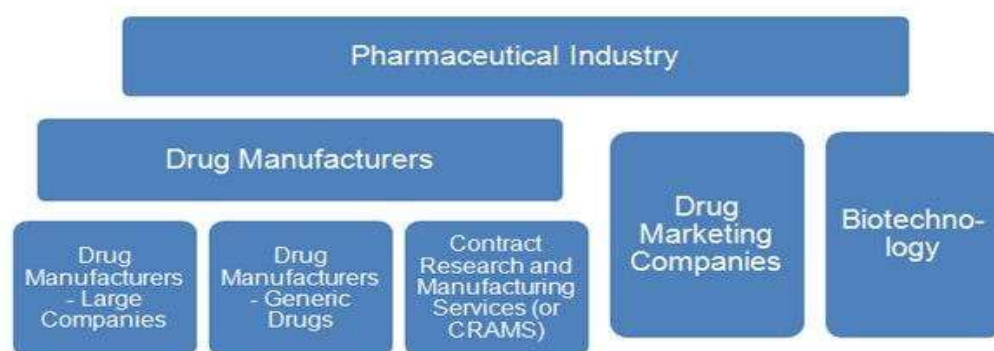 Pharmaceutical Industry
Drug Manufacturers
Drug
Manufacturers
- Large
Companies
Drug
Manufacturers
- Generic
Drugs
Contract
Research and
Manufacturing
Services (or
CRAMS)
Drug
Marketing
Companies
Biotechno-
logy